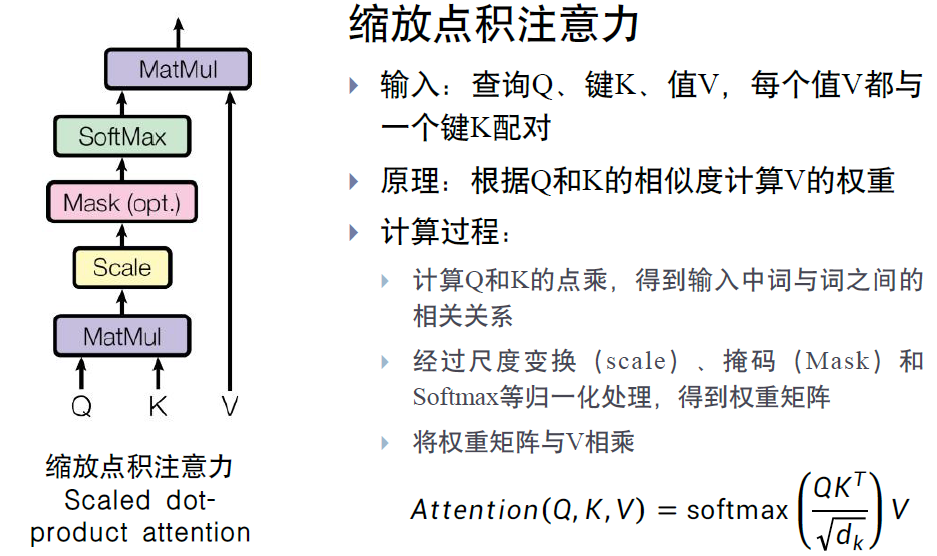 MatMul
SoftMax
Mask (opt.)
Scale
MatMul
Q K V
缩放点积注意力
Scaled dot-
product attention
缩放点积注意力
输入：查询Q、键K、值V，每个值V都与
一个键K配对
原理：根据Q和K的相似度计算V的权重
计算过程：
计算Q和K的点乘，得到输入中词与词之间的
相关关系
经过尺度变换（scale）、掩码（Mask）和
Softmax等归一化处理，得到权重矩阵
将权重矩阵与V相乘
Attention(Q, K, V) = softmax(QK^T/√d_k)V